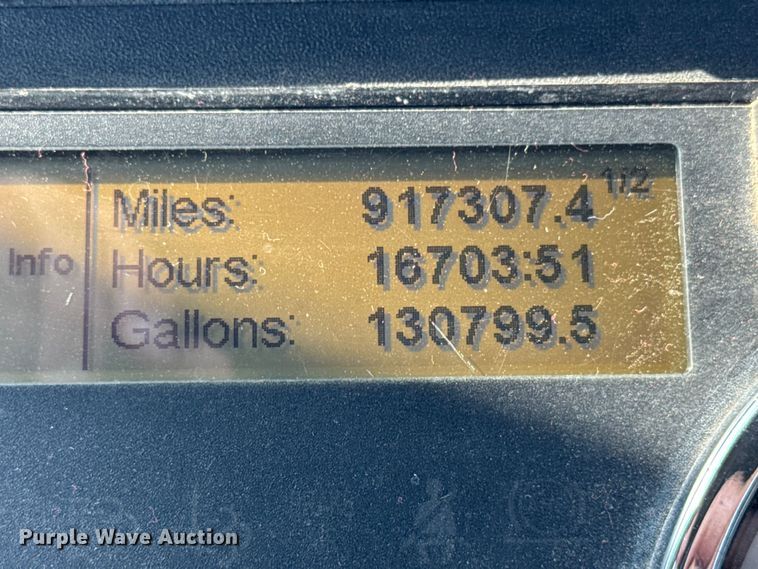 1/2
Miles: 917307.4
Info
Hours: 16703:51
Gallons: 130799.5
Purple Wave Auction